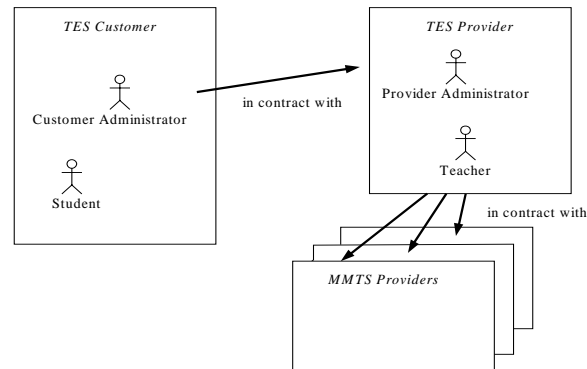 TES Customer
TES Provider
Customer Administrator
in contract with
Provider Administrator
Student
Teacher
in contract with
MMTS Providers